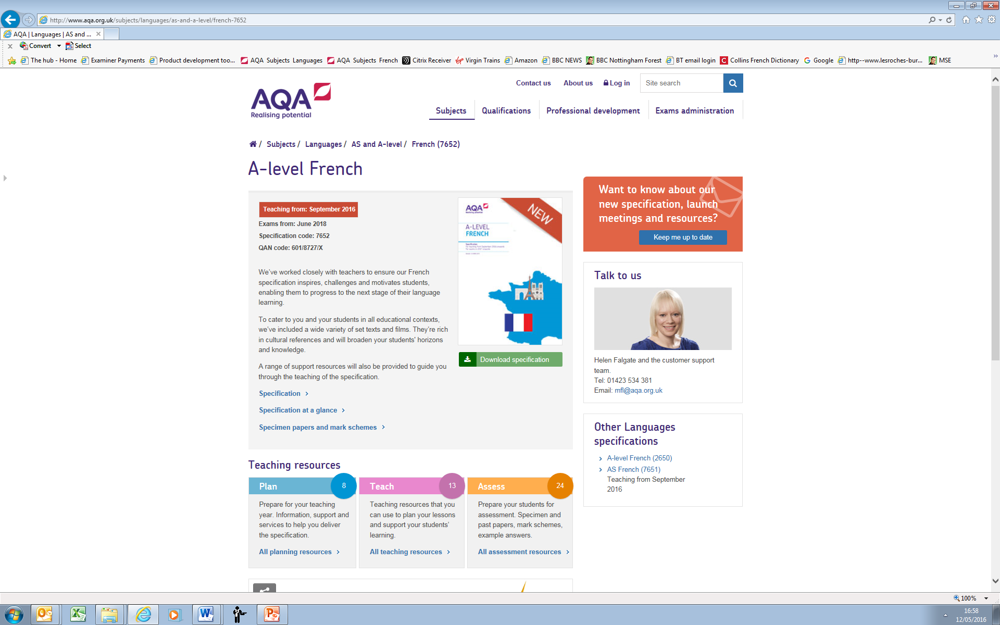 http://www.aqa.org.uk/subjects/languages/as-and-a-level/french-7652
AQA | Languages | AS and ...
Convert Select
The hub - Home Examiner Payments Product development too... AQA Subjects Languages AQA Subjects French Citrix Receiver Virgin Trains Amazon BBC NEWS BBC Nottingham Forest BT email login Collins French Dictionary Google http--www.lesroches-bur... MSE
Contact us About us Log in Site search
AQA
Realising potential
Subjects Qualifications Professional development Exams administration
/ Subjects / Languages / AS and A-level / French (7652)
A-level French
Teaching from: September 2016
Exams from: June 2018
Specification code: 7652
QAN code: 601/8727/X
We've worked closely with teachers to ensure our French
specification inspires, challenges and motivates students,
enabling them to progress to the next stage of their language
learning.
To cater to you and your students in all educational contexts,
we've included a wide variety of set texts and films. They're rich
in cultural references and will broaden your students' horizons
and knowledge.
A range of support resources will also be provided to guide you
through the teaching of the specification.
Specification
Specification at a glance
Specimen papers and mark schemes
AQA
Realising potential
NEW
A-LEVEL
FRENCH
Download specification
Want to know about our
new specification, launch
meetings and resources?
Keep me up to date
Talk to us
Helen Falgate and the customer support
team.
Tel: 01423 534 381
Email: mfl@aqa.org.uk
Other Languages
specifications
A-level French (2650)
AS French (7651)
Teaching from September
2016
Teaching resources
Plan 8
Prepare for your teaching
year. Information, support and
services to help you deliver
the specification.
All planning resources
Teach 13
Teaching resources that you
can use to plan your lessons
and support your students'
learning.
All teaching resources
Assess 24
Prepare your students for
assessment. Specimen and
past papers, mark schemes,
example answers.
All assessment resources
100%
16:58
12/05/2016